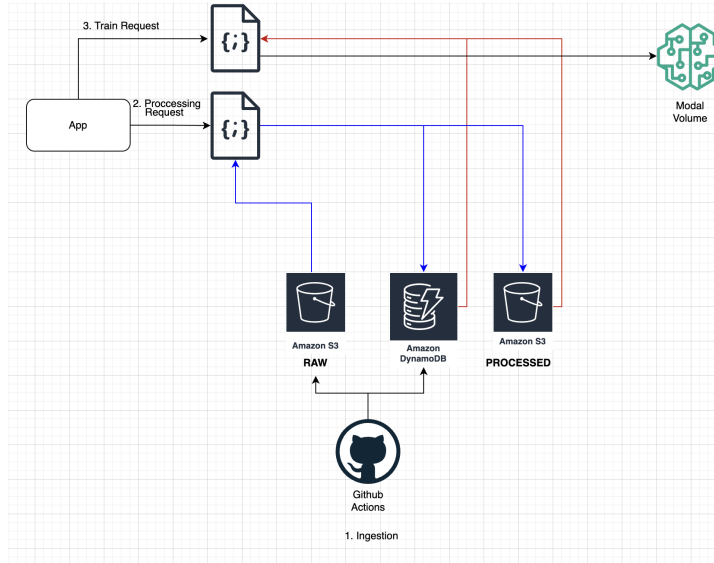 3. Train Request
{;}
2. Proccessing
Request
App
{;}
Modal
Volume
Amazon S3
RAW
Amazon
DynamoDB
Amazon S3
PROCESSED
Github
Actions
1. Ingestion